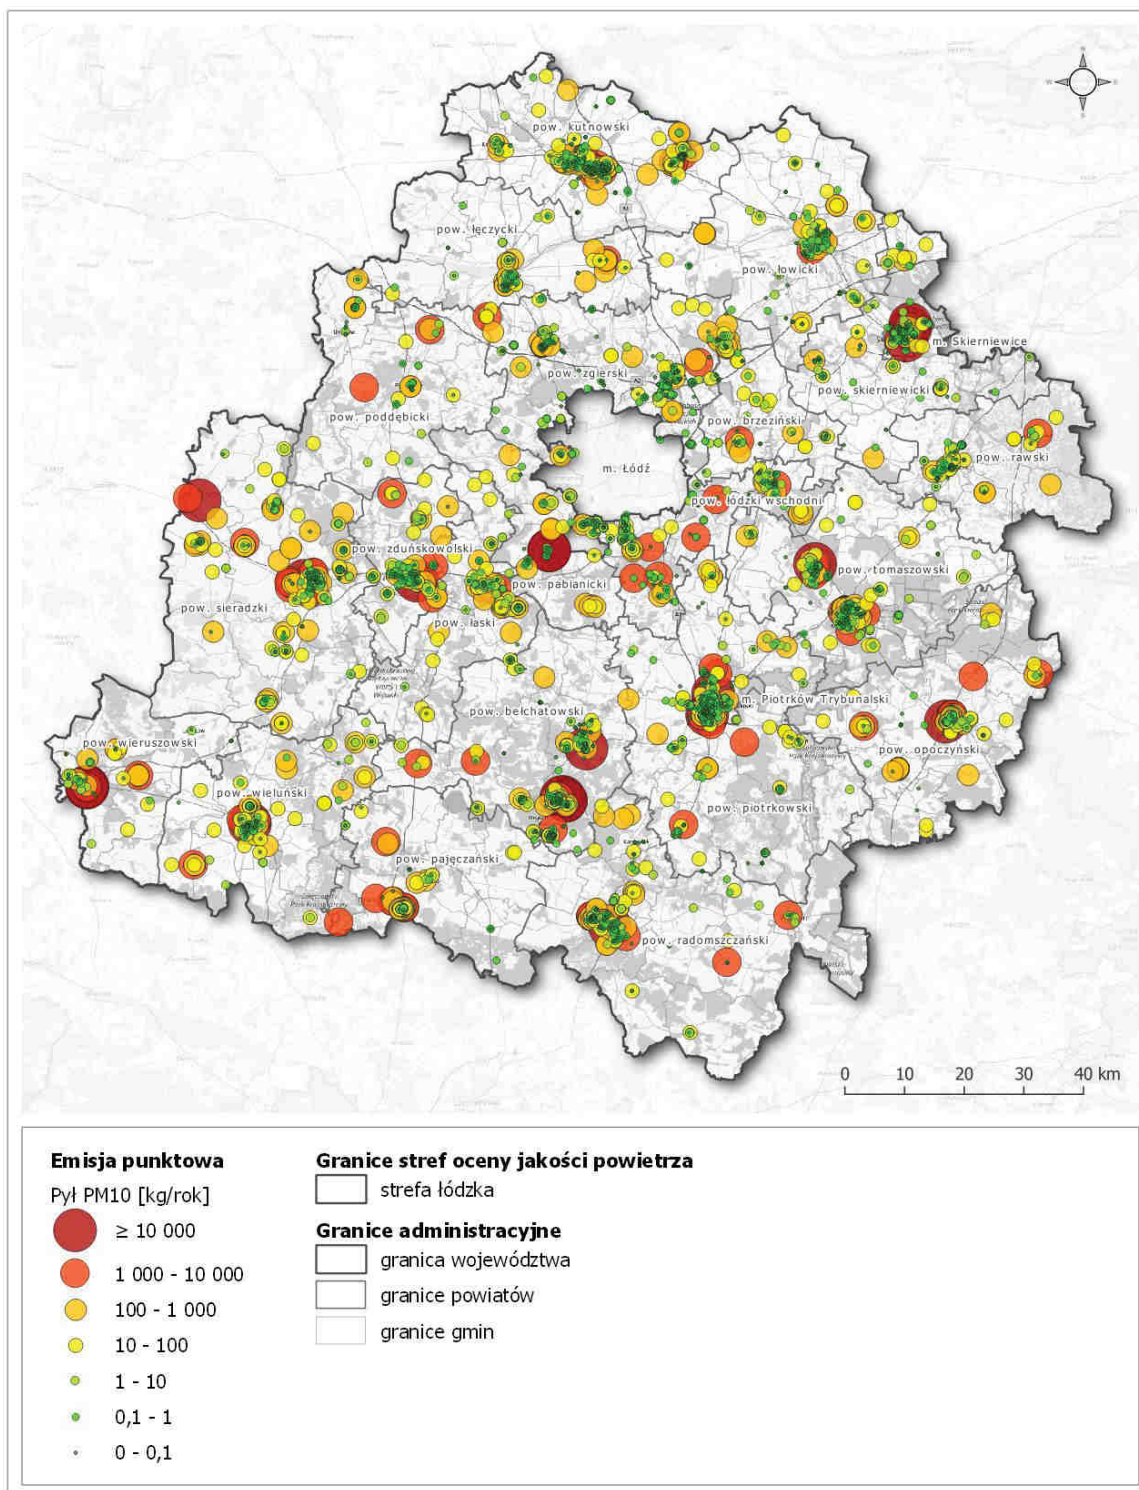 N
W
E
S
pow. kutnowski
pow. łęczycki
pow. łowicki
m. Skierniewice
pow. zgierski
pow. skierniewicki
pow. poddębicki
pow. brzeziński
pow. rawski
m. Łódź
pow. łódzki wschodni
pow. zduńskowolski
pow. pabianicki
pow. tomaszowski
pow. sieradzki
pow. łaski
m. Piotrków Trybunalski
pow. bełchatowski
pow. wieruszowski
pow. opoczyński
pow. wieluński
pow. piotrkowski
pow. pajęczański
pow. radomszczański
0 10 20 30 40 km
Emisja punktowa
Pył PM10 [kg/rok]
≥ 10 000
1 000 - 10 000
100 - 1 000
10 - 100
1 - 10
0,1 - 1
0 - 0,1
Granice stref oceny jakości powietrza
strefa łódzka
Granice administracyjne
granica województwa
granice powiatów
granice gmin